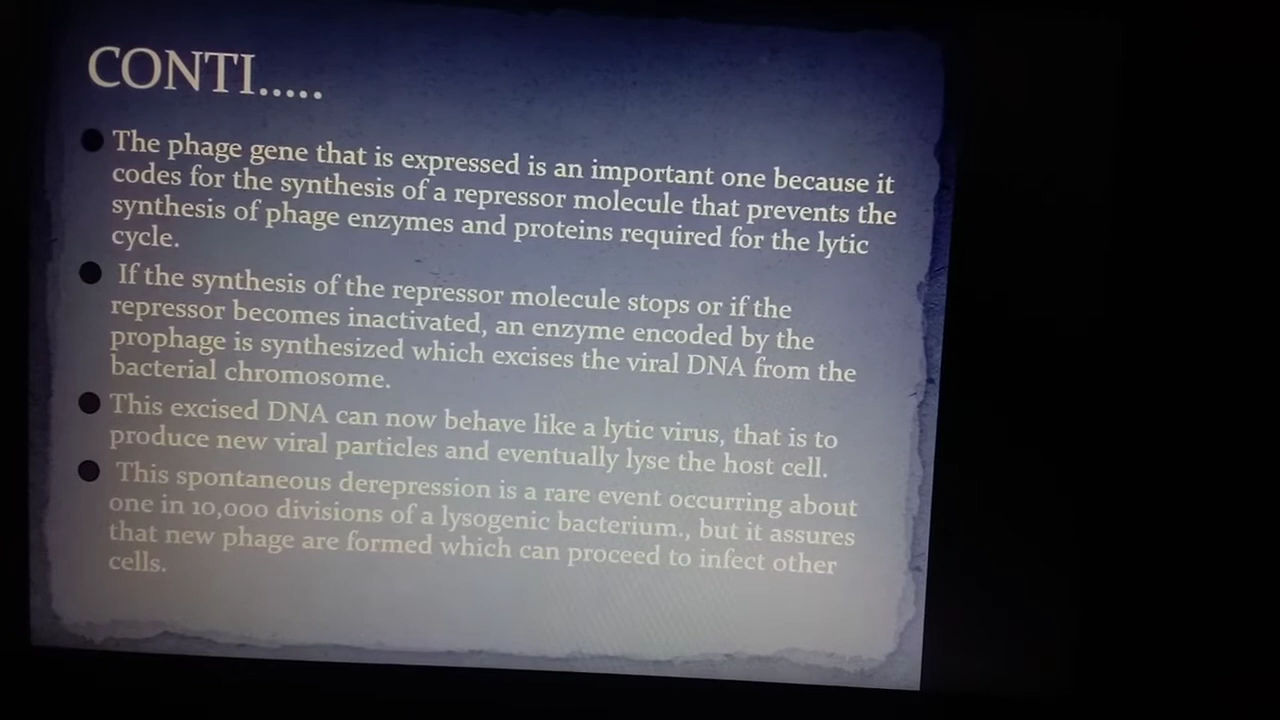 CONTI.....
The phage gene that is expressed is an important one because it
codes for the synthesis of a repressor molecule that prevents the
synthesis of phage enzymes and proteins required for the lytic
cycle.
If the synthesis of the repressor molecule stops or if the
repressor becomes inactivated, an enzyme encoded by the
prophage is synthesized which excises the viral DNA from the
bacterial chromosome.
This excised DNA can now behave like a lytic virus, that is to
produce new viral particles and eventually lyse the host cell.
This spontaneous derepression is a rare event occurring about
one in 10,000 divisions of a lysogenic bacterium., but it assures
that new phage are formed which can proceed to infect other
cells.